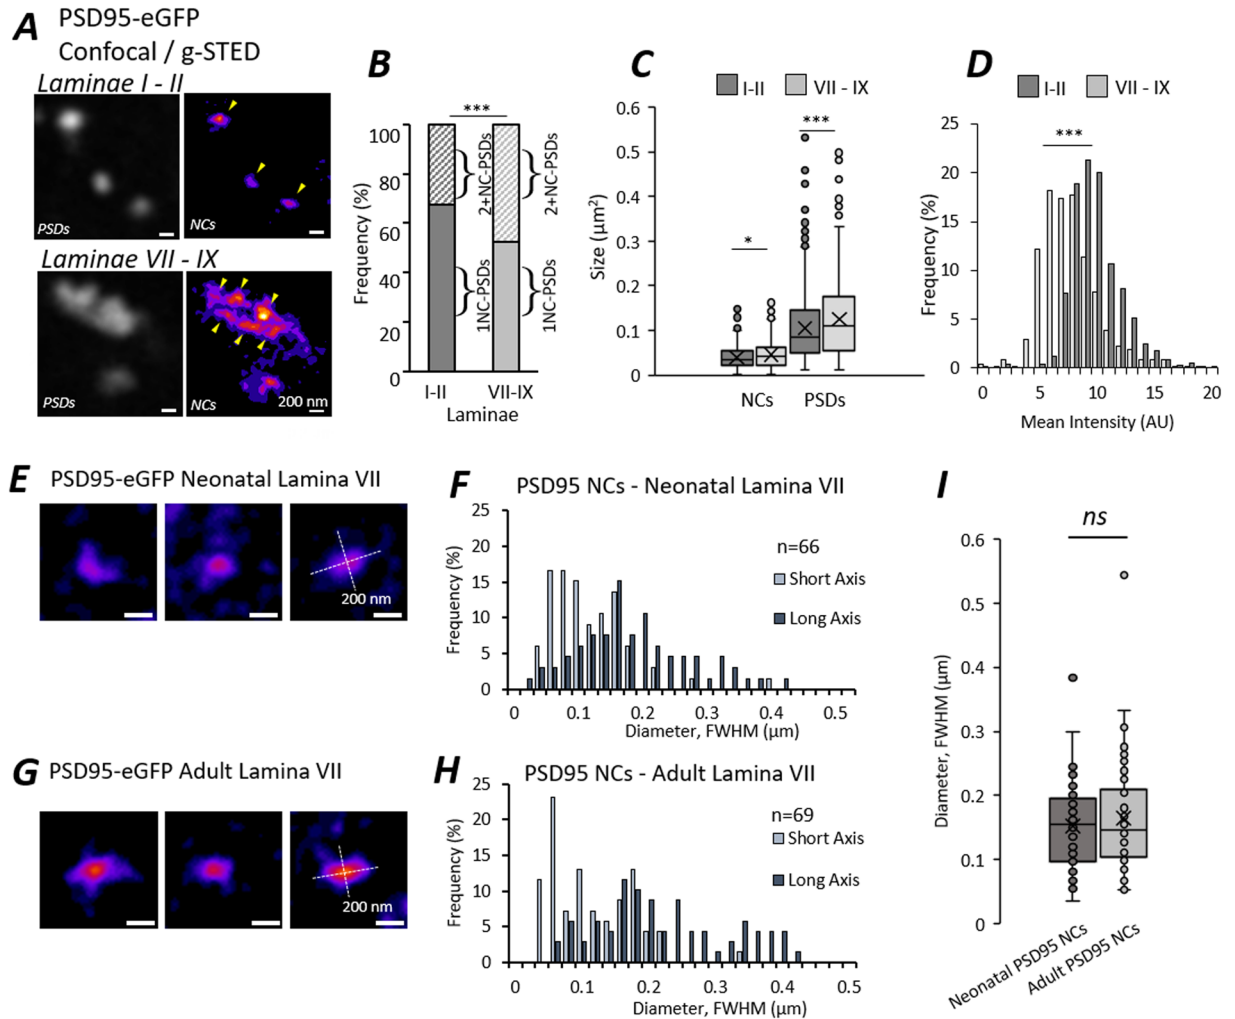 A
PSD95-eGFP
Confocal / g-STED
Laminae I - II
PSDs
NCs
Laminae VII - IX
PSDs
NCs
200 nm
B
***
100
80
60
40
20
0
Frequency (%)
2+NC-PSDs
2+NC-PSDs
1NC-PSDs
1NC-PSDs
I-II
VII-IX
Laminae
C
I-II
VII - IX
0.6
0.5
0.4
0.3
0.2
0.1
0
Size (μm²)
*
***
NCs
PSDs
D
I-II
VII - IX
25
20
15
10
5
0
Frequency (%)
***
0
5
10
15
20
Mean Intensity (AU)
E
PSD95-eGFP Neonatal Lamina VII
200 nm
F
PSD95 NCs - Neonatal Lamina VII
25
20
15
10
5
0
Frequency (%)
n=66
Short Axis
Long Axis
0
0.1
0.2
0.3
0.4
0.5
Diameter, FWHM (μm)
G
PSD95-eGFP Adult Lamina VII
200 nm
H
PSD95 NCs - Adult Lamina VII
25
20
15
10
5
0
Frequency (%)
n=69
Short Axis
Long Axis
0
0.1
0.2
0.3
0.4
0.5
Diameter, FWHM (μm)
I
ns
0.6
0.5
0.4
0.3
0.2
0.1
0
Diameter, FWHM (μm)
Neonatal PSD95 NCs
Adult PSD95 NCs